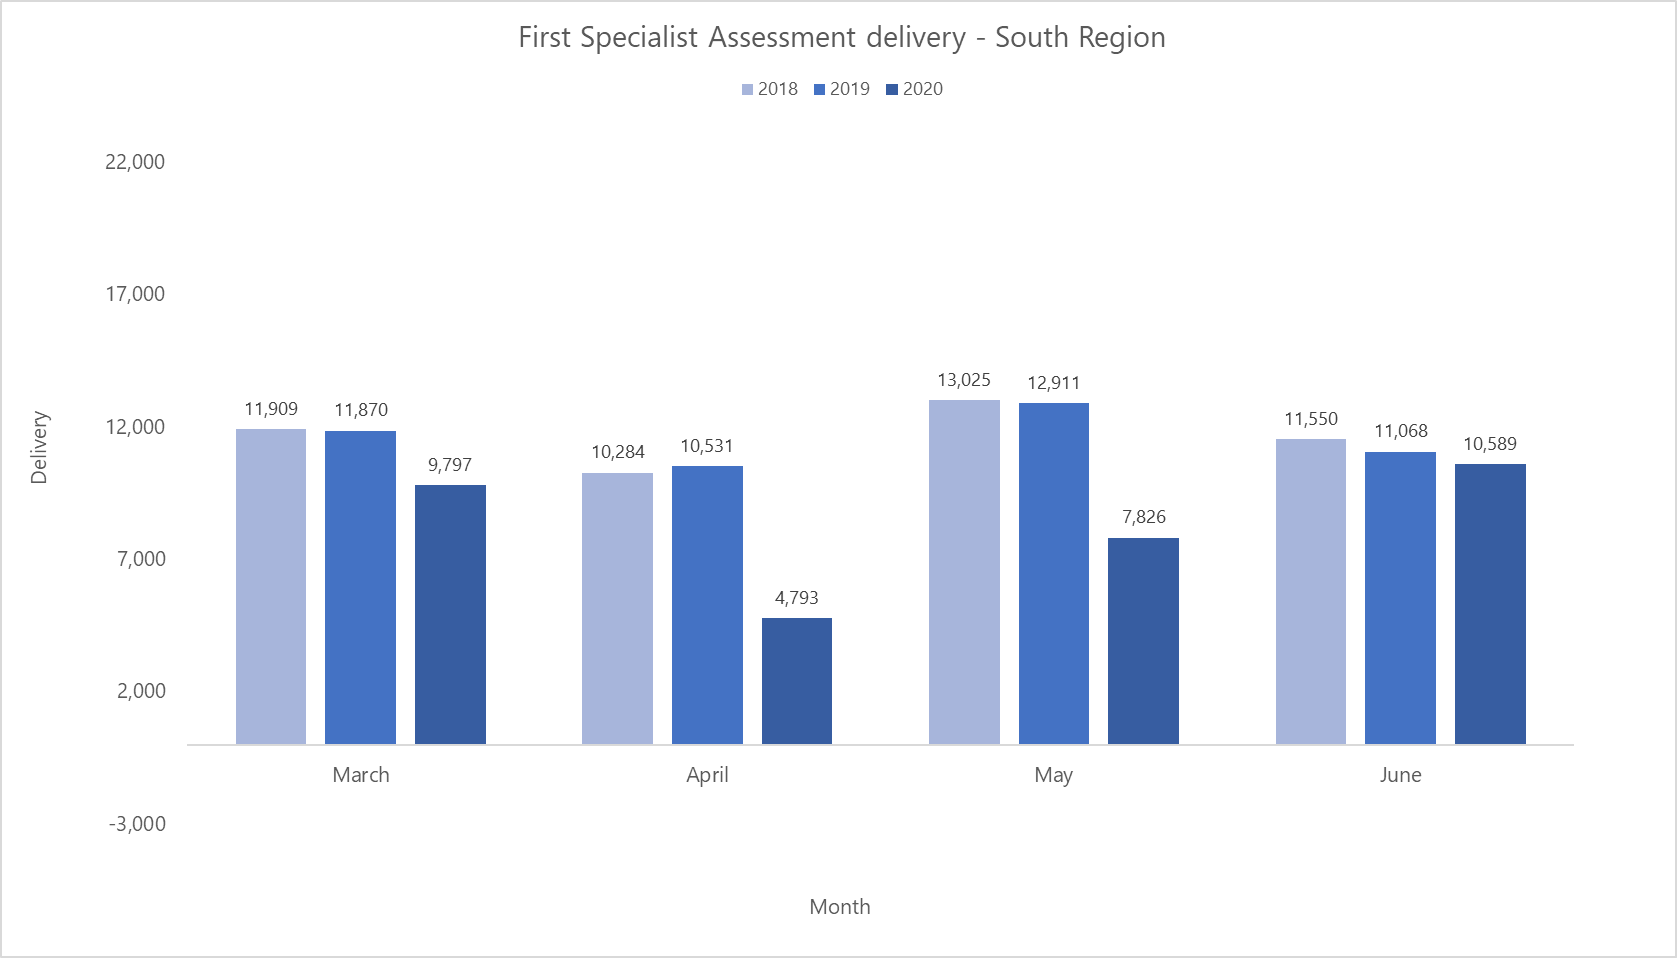 First Specialist Assessment delivery - South Region
2018 2019 2020
22,000
17,000
12,000
7,000
2,000
-3,000
Delivery
11,909 11,870 9,797
10,284 10,531 4,793
13,025 12,911 7,826
11,550 11,068 10,589
March April May June
Month